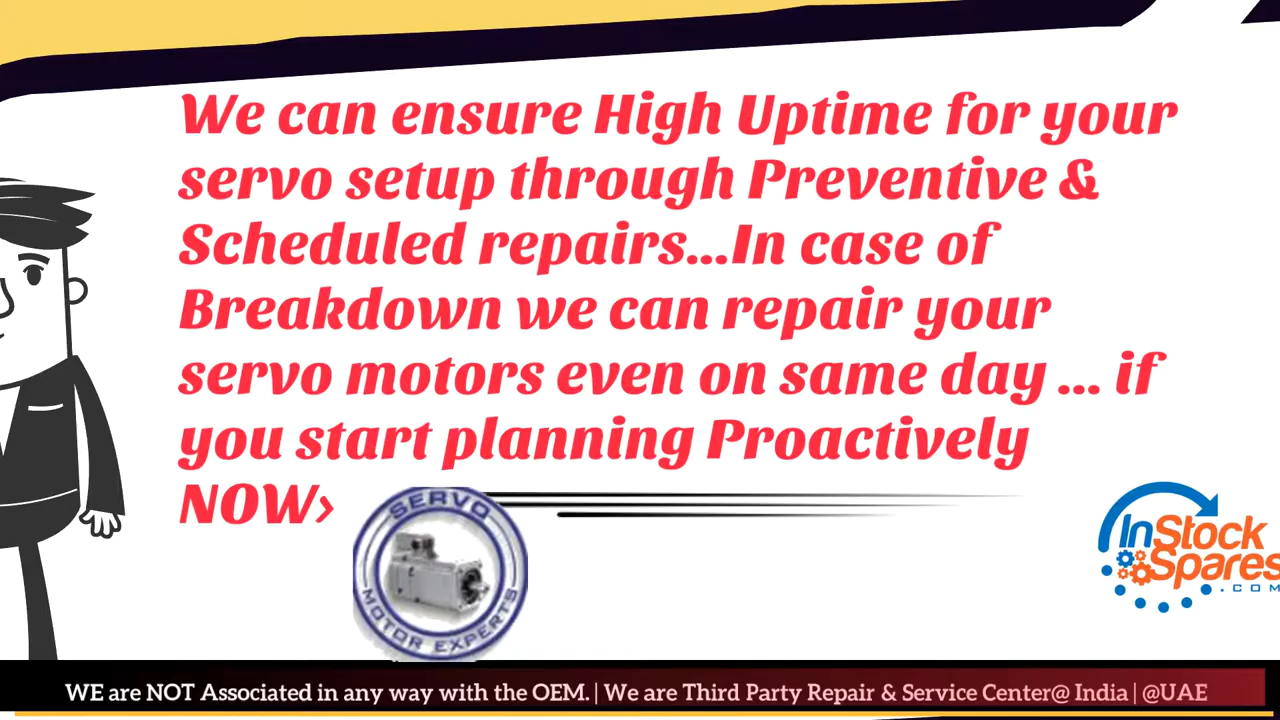 We can ensure High Uptime for your
servo setup through Preventive &
Scheduled repairs...In case of
Breakdown we can repair your
servo motors even on same day ... if
you start planning Proactively
NOW>
SERVO
MOTOR EXPERTS
InStock
Spares
.COM
WE are NOT Associated in any way with the OEM. | We are Third Party Repair & Service Center@ India | @UAE